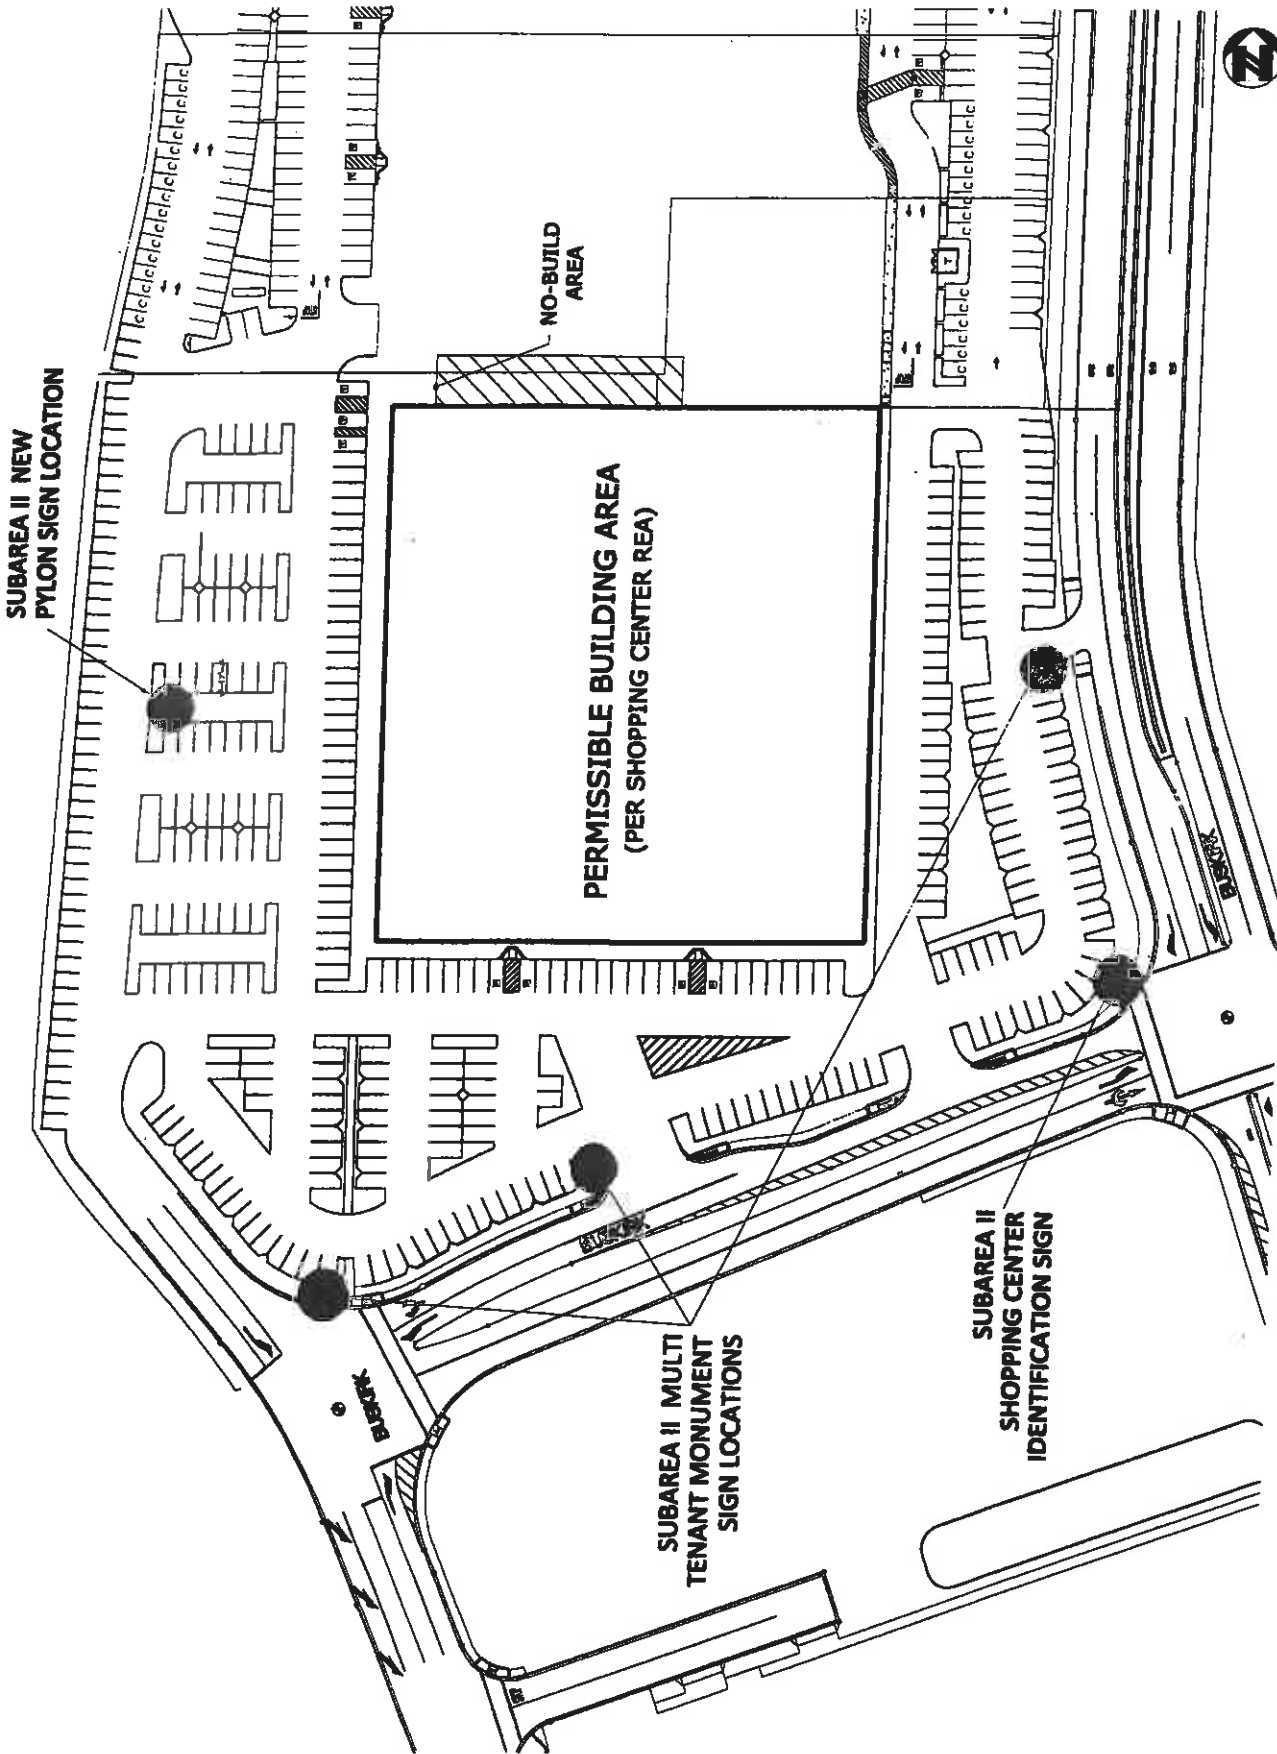 SUBAREA II NEW
PYLON SIGN LOCATION
NO-BUILD
AREA
PERMISSIBLE BUILDING AREA
(PER SHOPPING CENTER REA)
BUSKIRK
BUSKIRK
BUSKIRK
SUBAREA II MULTI
TENANT MONUMENT
SIGN LOCATIONS
SUBAREA II
SHOPPING CENTER
IDENTIFICATION SIGN
N